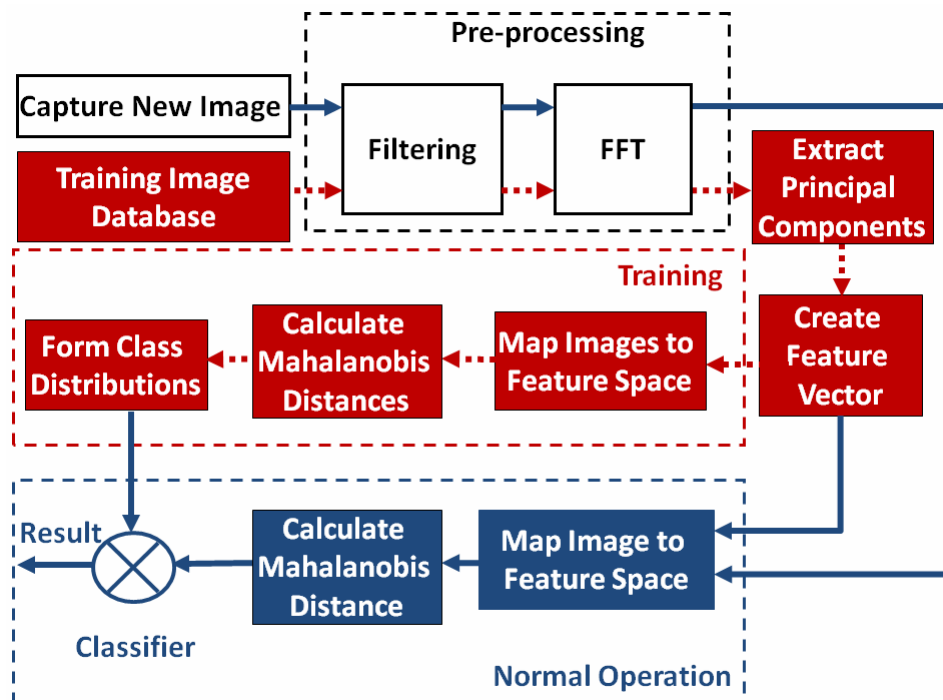 Pre-processing
Capture New Image
Filtering
FFT
Training Image
Database
Extract
Principal
Components
Training
Form Class
Distributions
Calculate
Mahalanobis
Distances
Map Images to
Feature Space
Create
Feature
Vector
Result
Classifier
Calculate
Mahalanobis
Distance
Map Image to
Feature Space
Normal Operation